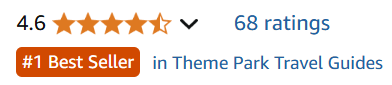 4.6 68 ratings
#1 Best Seller in Theme Park Travel Guides